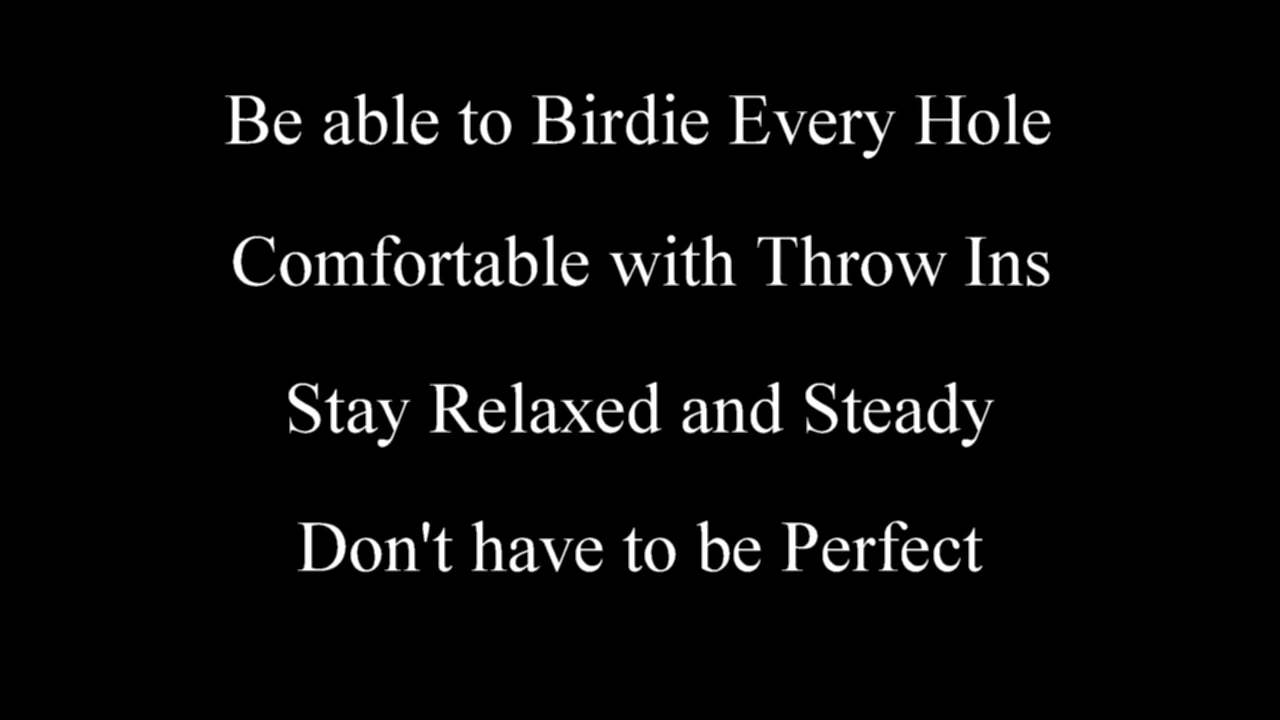 Be able to Birdie Every Hole
Comfortable with Throw Ins
Stay Relaxed and Steady
Don't have to be Perfect